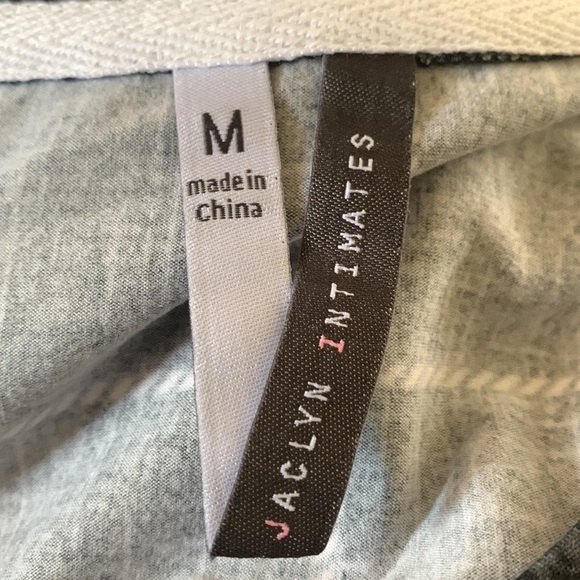 M
made in
China
JACLYN INTIMATES